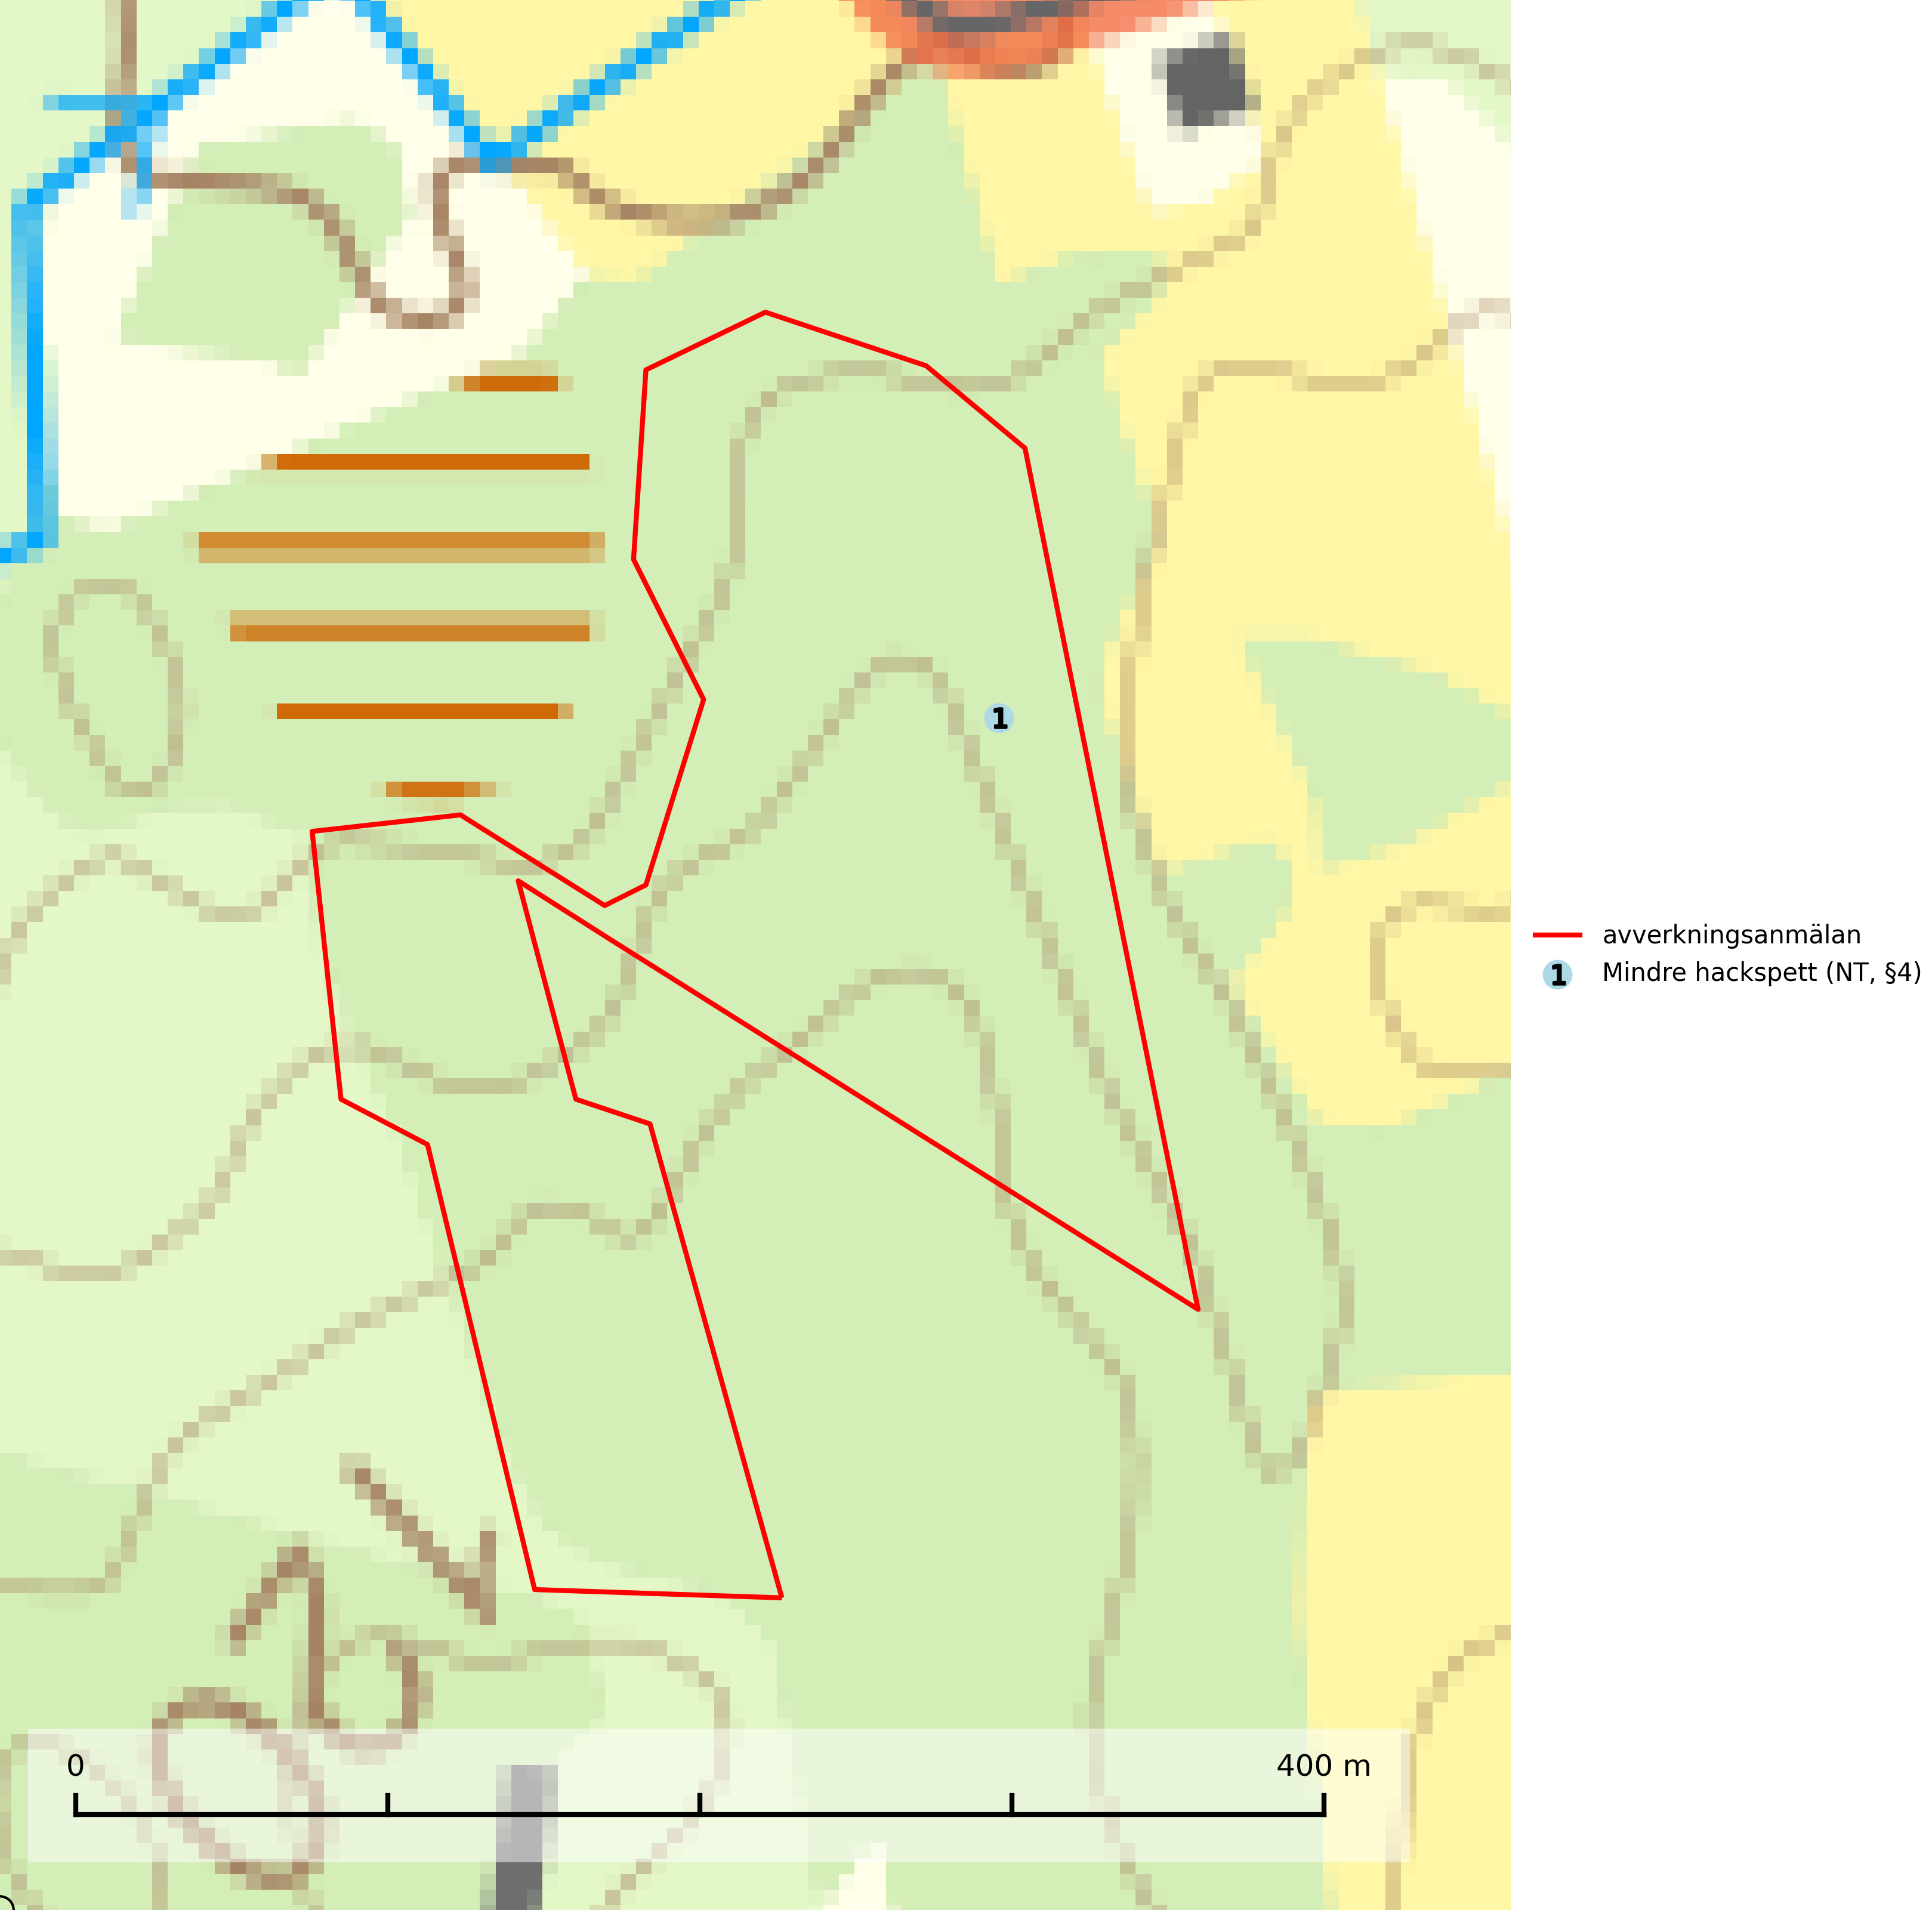 1
avverkningsanmälan
1 Mindre hackspett (NT, §4)
0 400 m